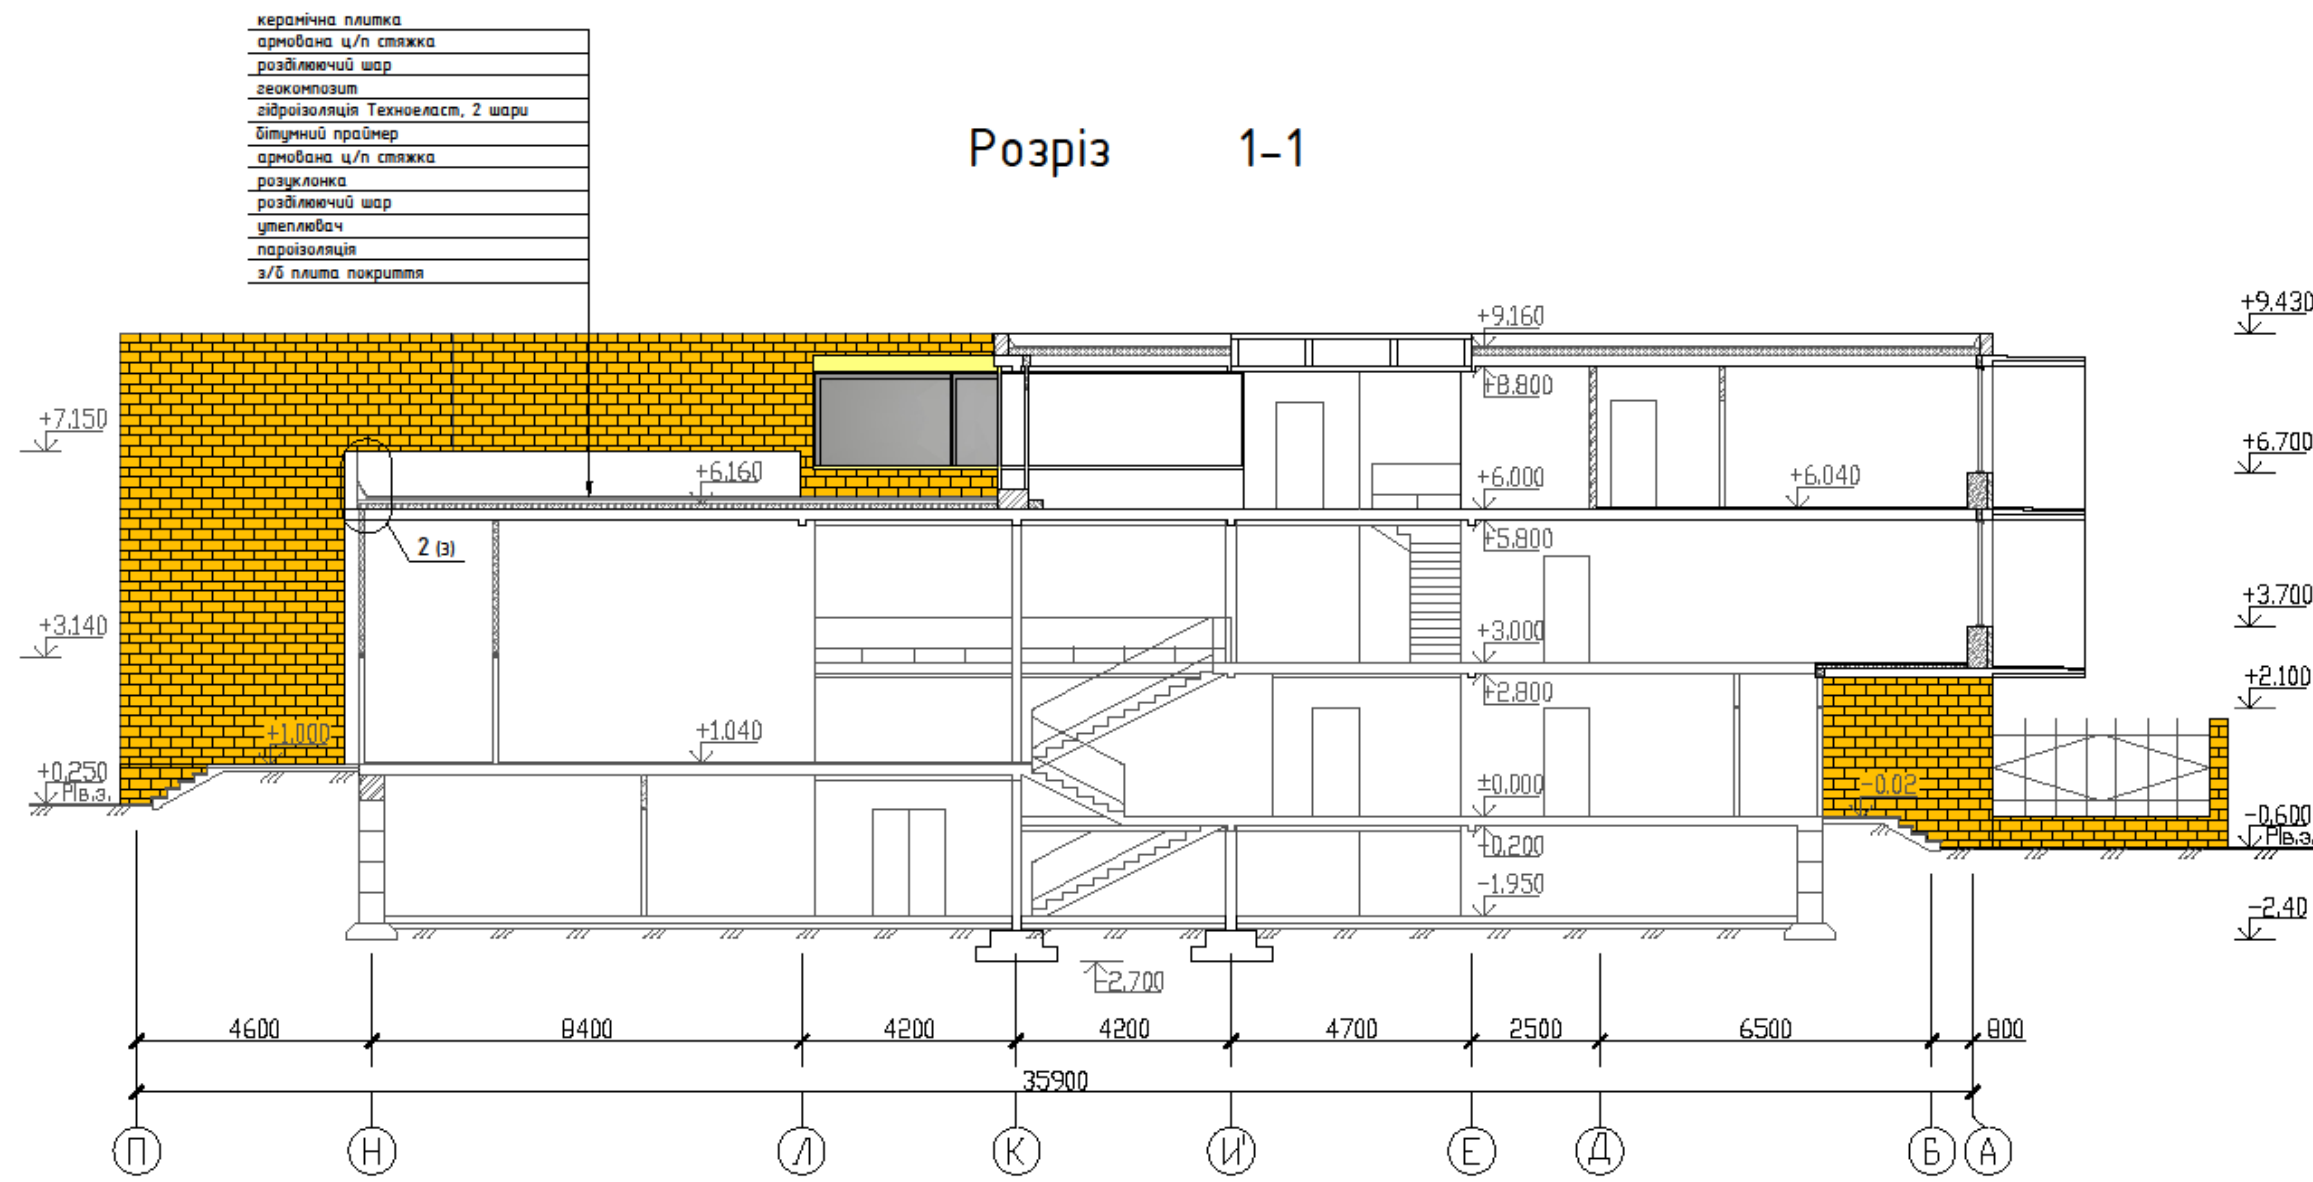 керамічна плитка
армована ц/п стяжка
розділюючий шар
геокомпозит
гідроізоляція Техноеласт, 2 шари
бітумний праймер
армована ц/п стяжка
розуклонка
розділюючий шар
утеплювач
пароізоляція
з/б плита покриття
Розріз 1-1
+9.430
+9.160
+8.800
+7.150
+6.700
+6.160
+6.000
+6.040
2 (з)
+5.800
+3.700
+3.140
+3.000
+2.800
+2.100
+1.000
+1.040
+0.250
Рів.з.
±0.000
-0.02
-0.600
Рів.з.
+0.200
-1.950
-2.40
-2.700
4600 8400 4200 4200 4700 2500 6500 800
35900
П Н Л К И' Е Д Б А